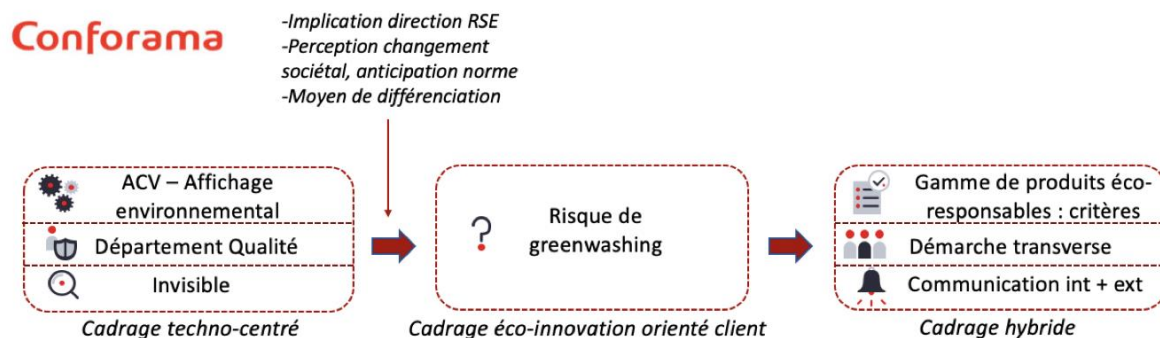 Conforama
-Implication direction RSE
-Perception changement
sociétal, anticipation norme
-Moyen de différenciation
ACV – Affichage
environnemental
Département Qualité
Invisible
Cadrage techno-centré
?
Risque de
greenwashing
Cadrage éco-innovation orienté client
Gamme de produits éco-
responsables : critères
Démarche transverse
Communication int + ext
Cadrage hybride